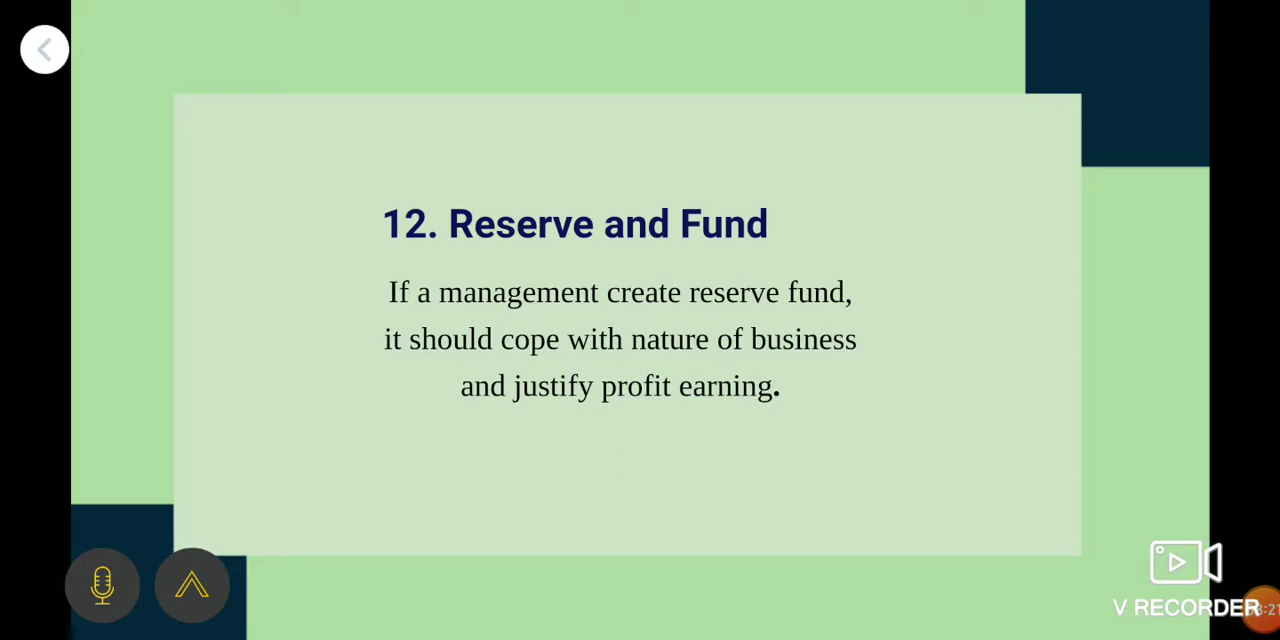 12. Reserve and Fund
If a management create reserve fund,
it should cope with nature of business
and justify profit earning.
V RECORDER